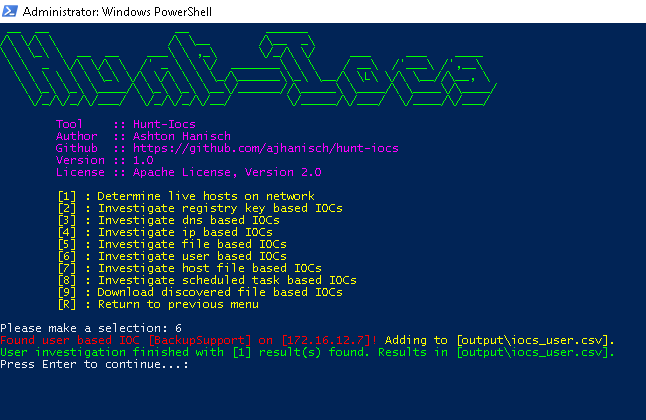 Administrator: Windows PowerShell
Hunt-Iocs
Tool :: Hunt-Iocs
Author :: Ashton Hanisch
Github :: https://github.com/ajhanisch/hunt-iocs
Version :: 1.0
License :: Apache License, Version 2.0
[1] : Determine live hosts on network
[2] : Investigate registry key based IOCs
[3] : Investigate dns based IOCs
[4] : Investigate ip based IOCs
[5] : Investigate file based IOCs
[6] : Investigate user based IOCs
[7] : Investigate host file based IOCs
[8] : Investigate scheduled task based IOCs
[9] : Download discovered file based IOCs
[R] : Return to previous menu
Please make a selection: 6
Found user based IOC [BackupSupport] on [172.16.12.7]! Adding to [output\iocs_user.csv].
User investigation finished with [1] result(s) found. Results in [output\iocs_user.csv].
Press Enter to continue...: